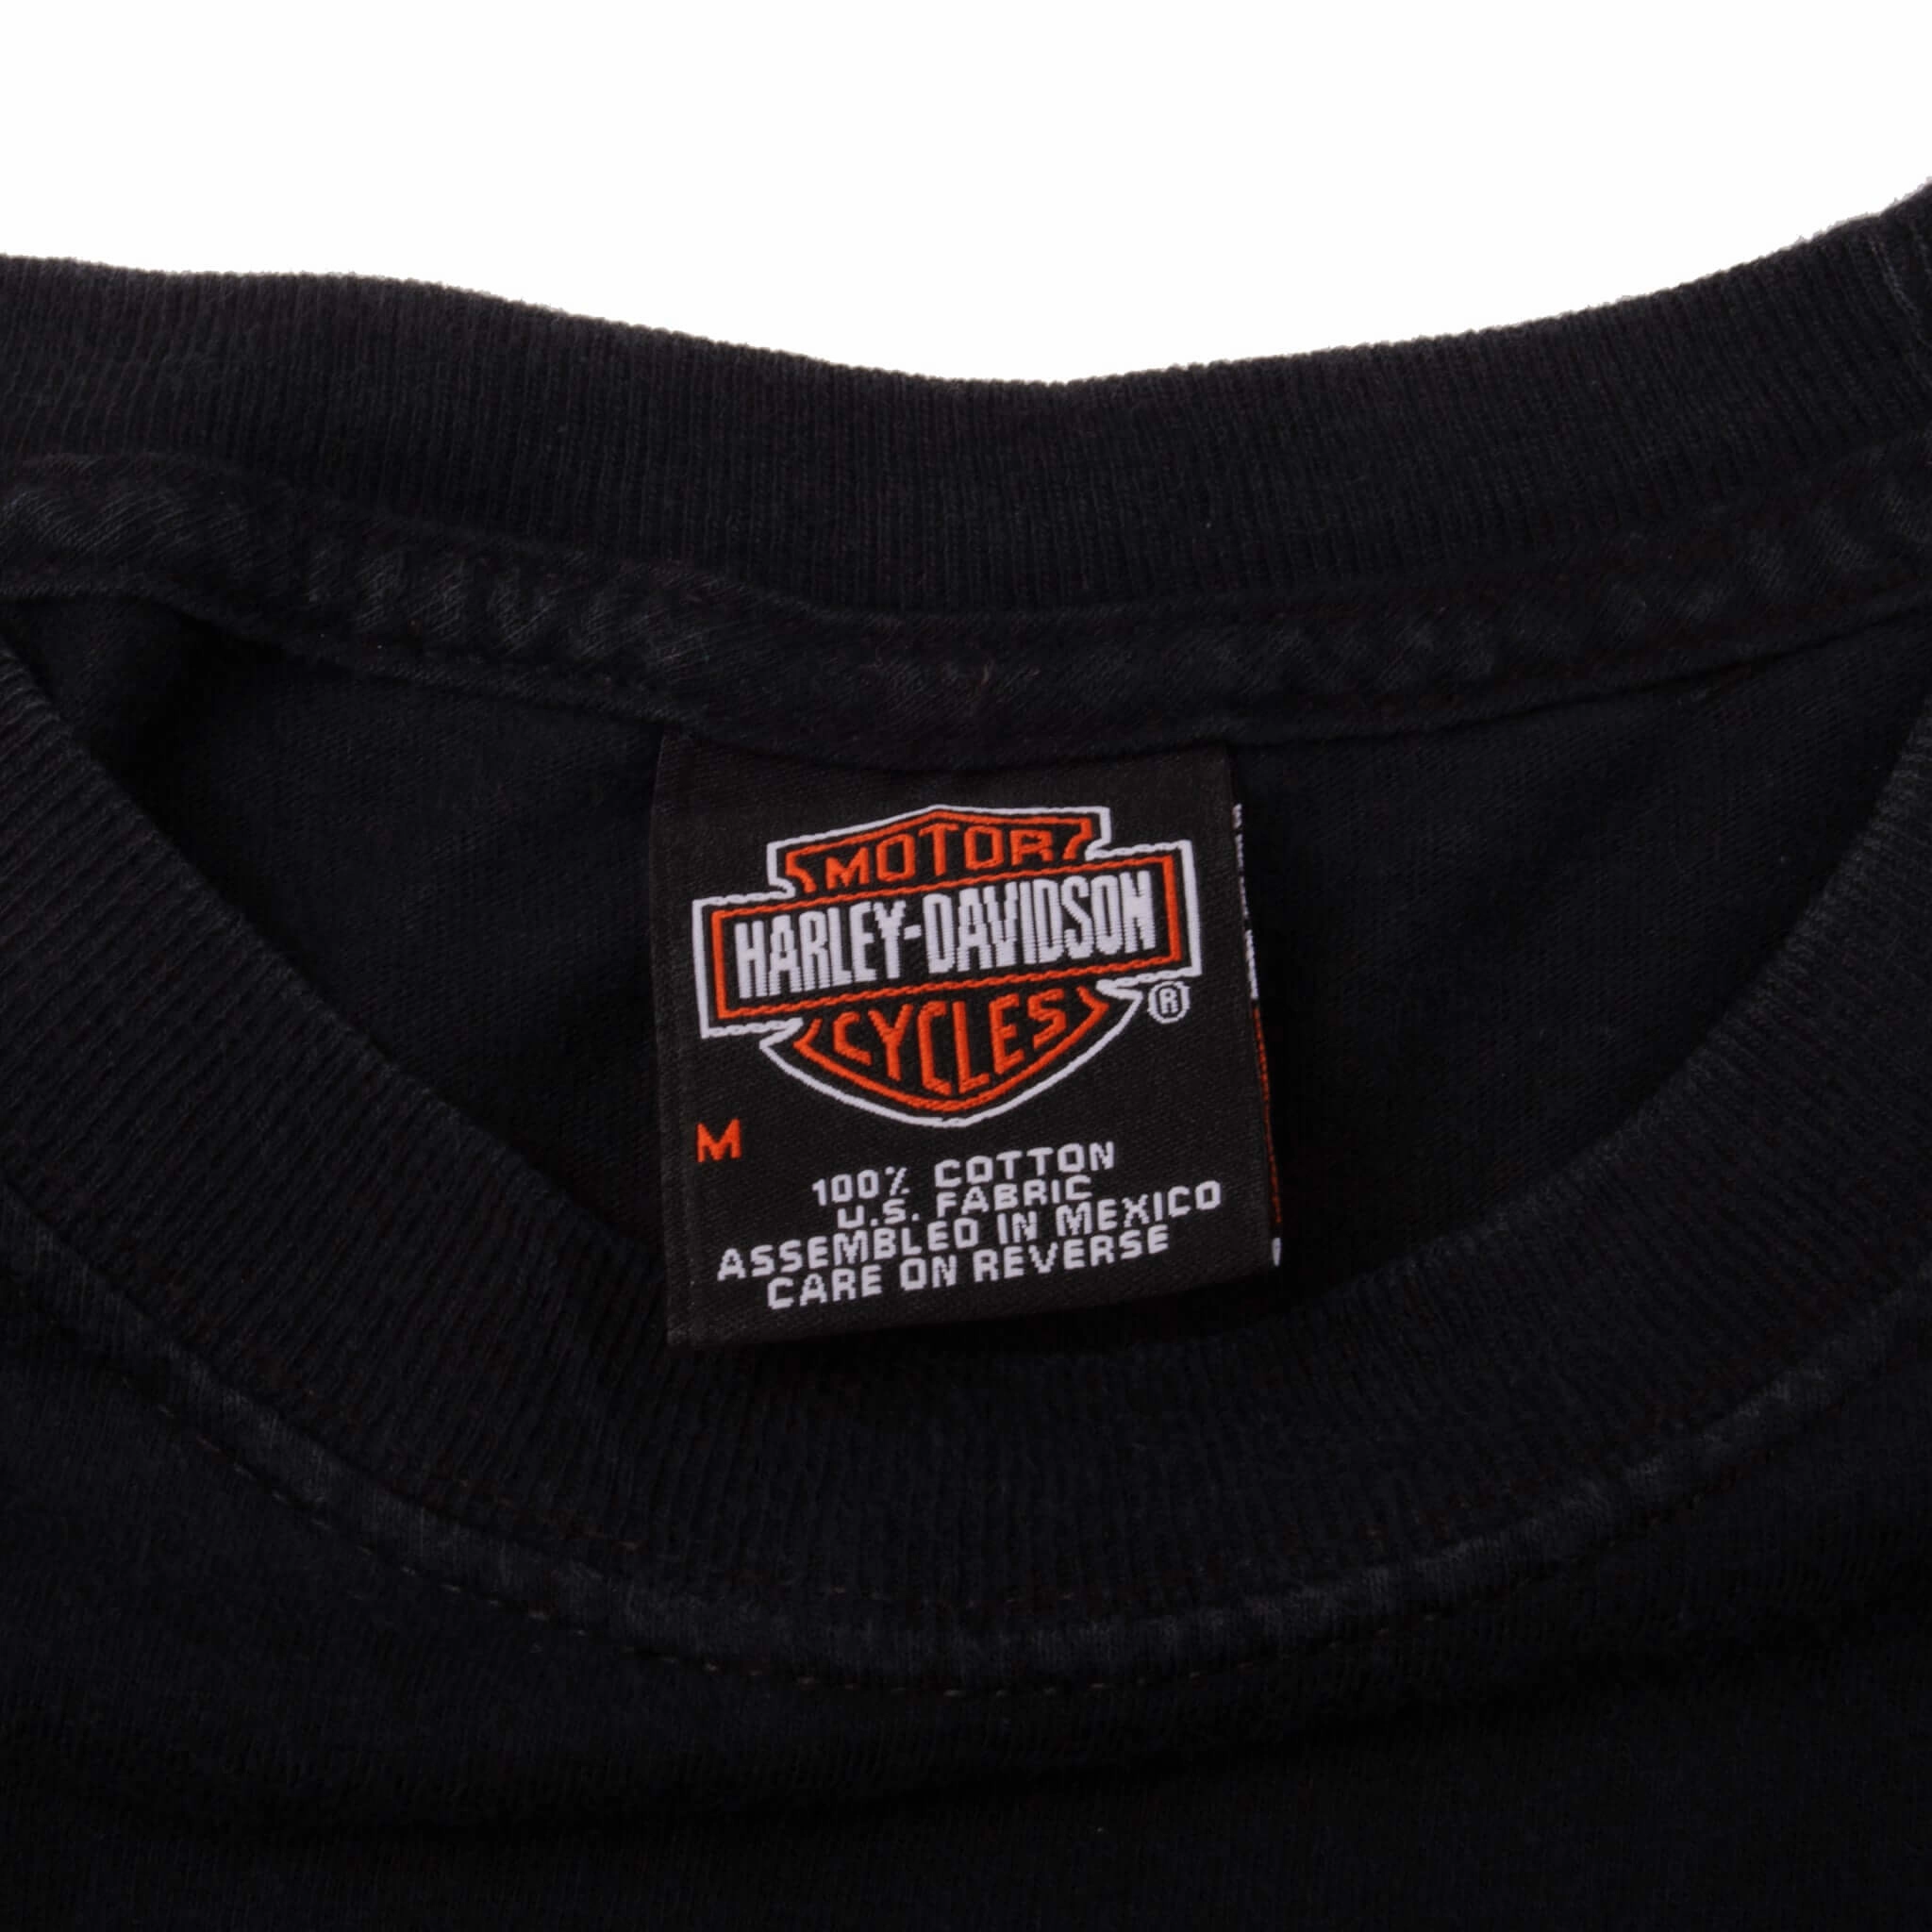 MOTOR
HARLEY-DAVIDSON
CYCLES
®
M
100% COTTON
U.S. FABRIC
ASSEMBLED IN MEXICO
CARE ON REVERSE